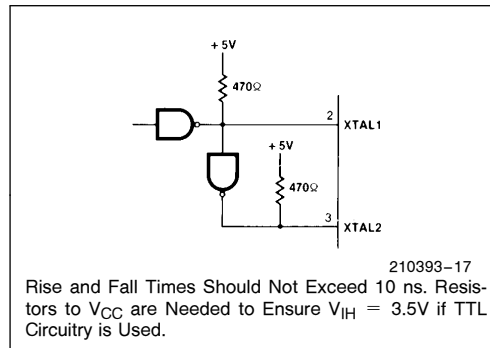 + 5V
470Ω
2
XTAL1
+ 5V
470Ω
3
XTAL2
210393–17
Rise and Fall Times Should Not Exceed 10 ns. Resis-
tors to VCC are Needed to Ensure VIH = 3.5V if TTL
Circuitry is Used.